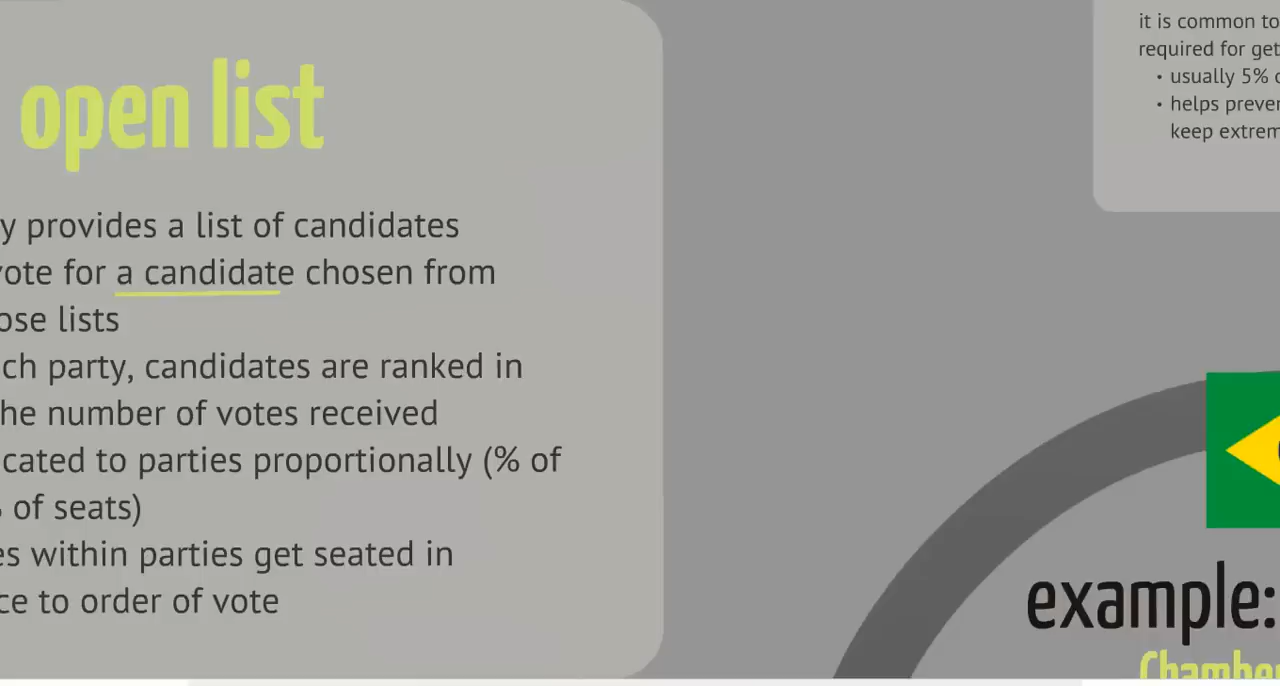 open list
y provides a list of candidates
vote for a candidate chosen from
ose lists
ch party, candidates are ranked in
he number of votes received
cated to parties proportionally (% of
of seats)
es within parties get seated in
ce to order of vote
it is common to
required for get
• usually 5%
• helps preve
keep extrem
example:
Chamber